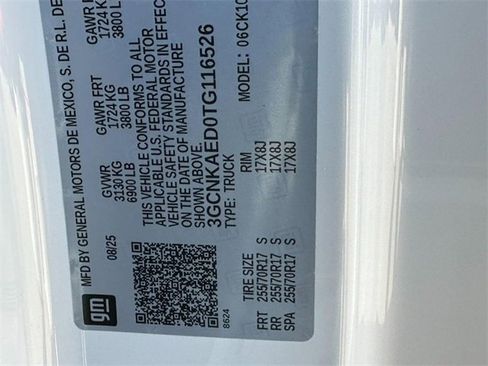 MFD BY GENERAL MOTORS DE MEXICO, S. DE R.L. DE
08/25
GVWR
3130 KG
6900 LB
GAWR FRT
1724 KG
3800 LB
GAWR
1724 KG
3800 LB
THIS VEHICLE CONFORMS TO ALL
APPLICABLE U.S. FEDERAL MOTOR
VEHICLE SAFETY STANDARDS IN EFFEC
ON THE DATE OF MANUFACTURE
SHOWN ABOVE.
3GCNKAED0TG116526
TYPE: TRUCK
06CK10
gm
8624
TIRE SIZE RIM
FRT 255/70R17 S 17X8J
RR 255/70R17 S 17X8J
SPA 255/70R17 S 17X8J